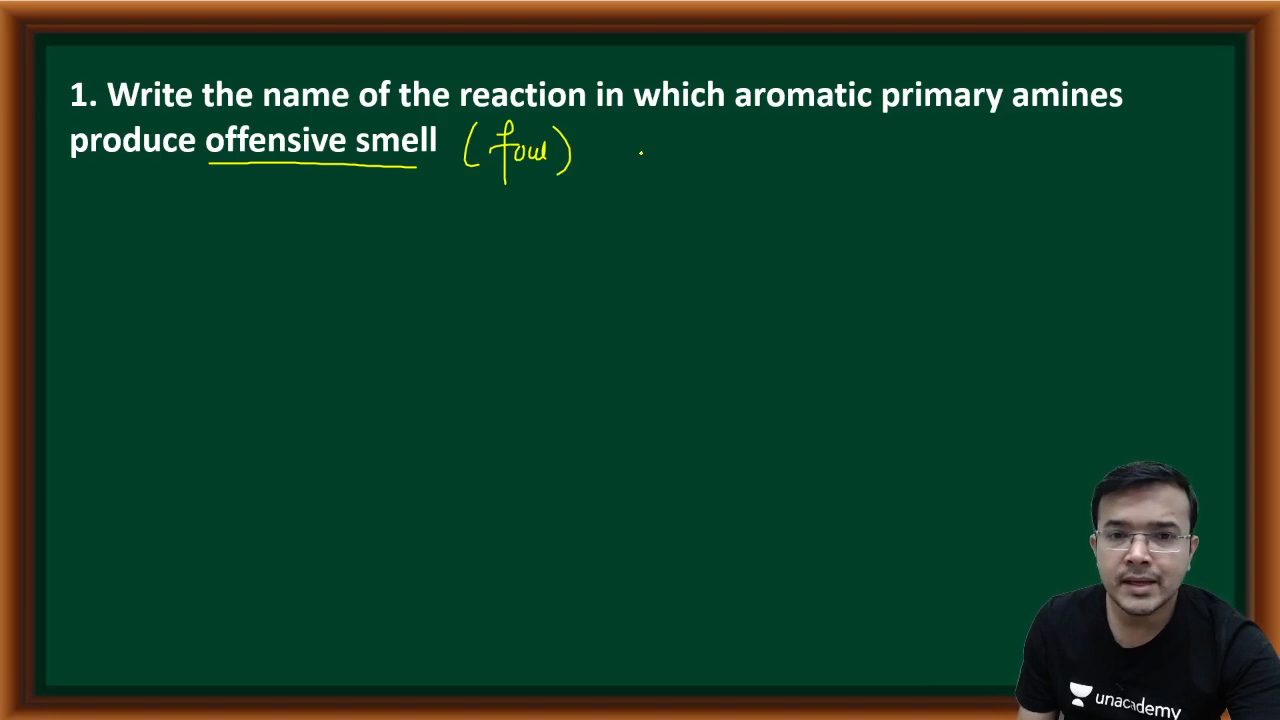 1. Write the name of the reaction in which aromatic primary amines
produce offensive smell (foul)
unacademy